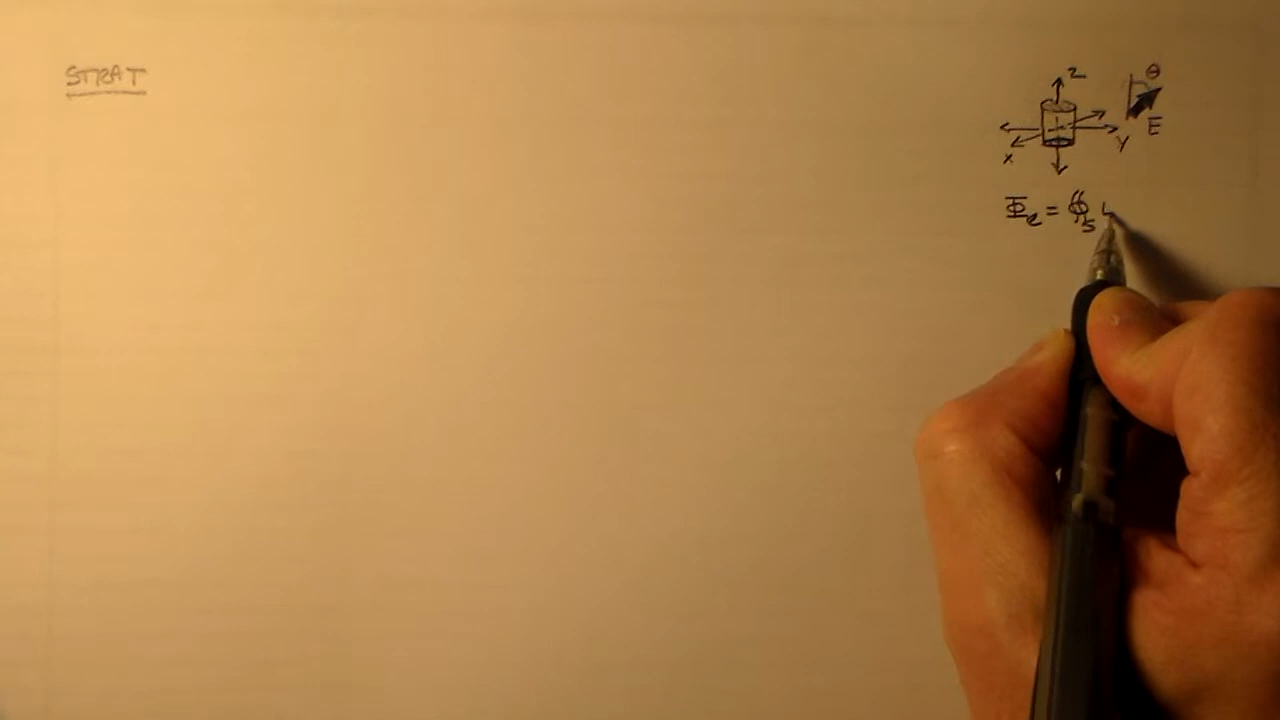 STRAT
z θ
E
x y
Φe = ∯s